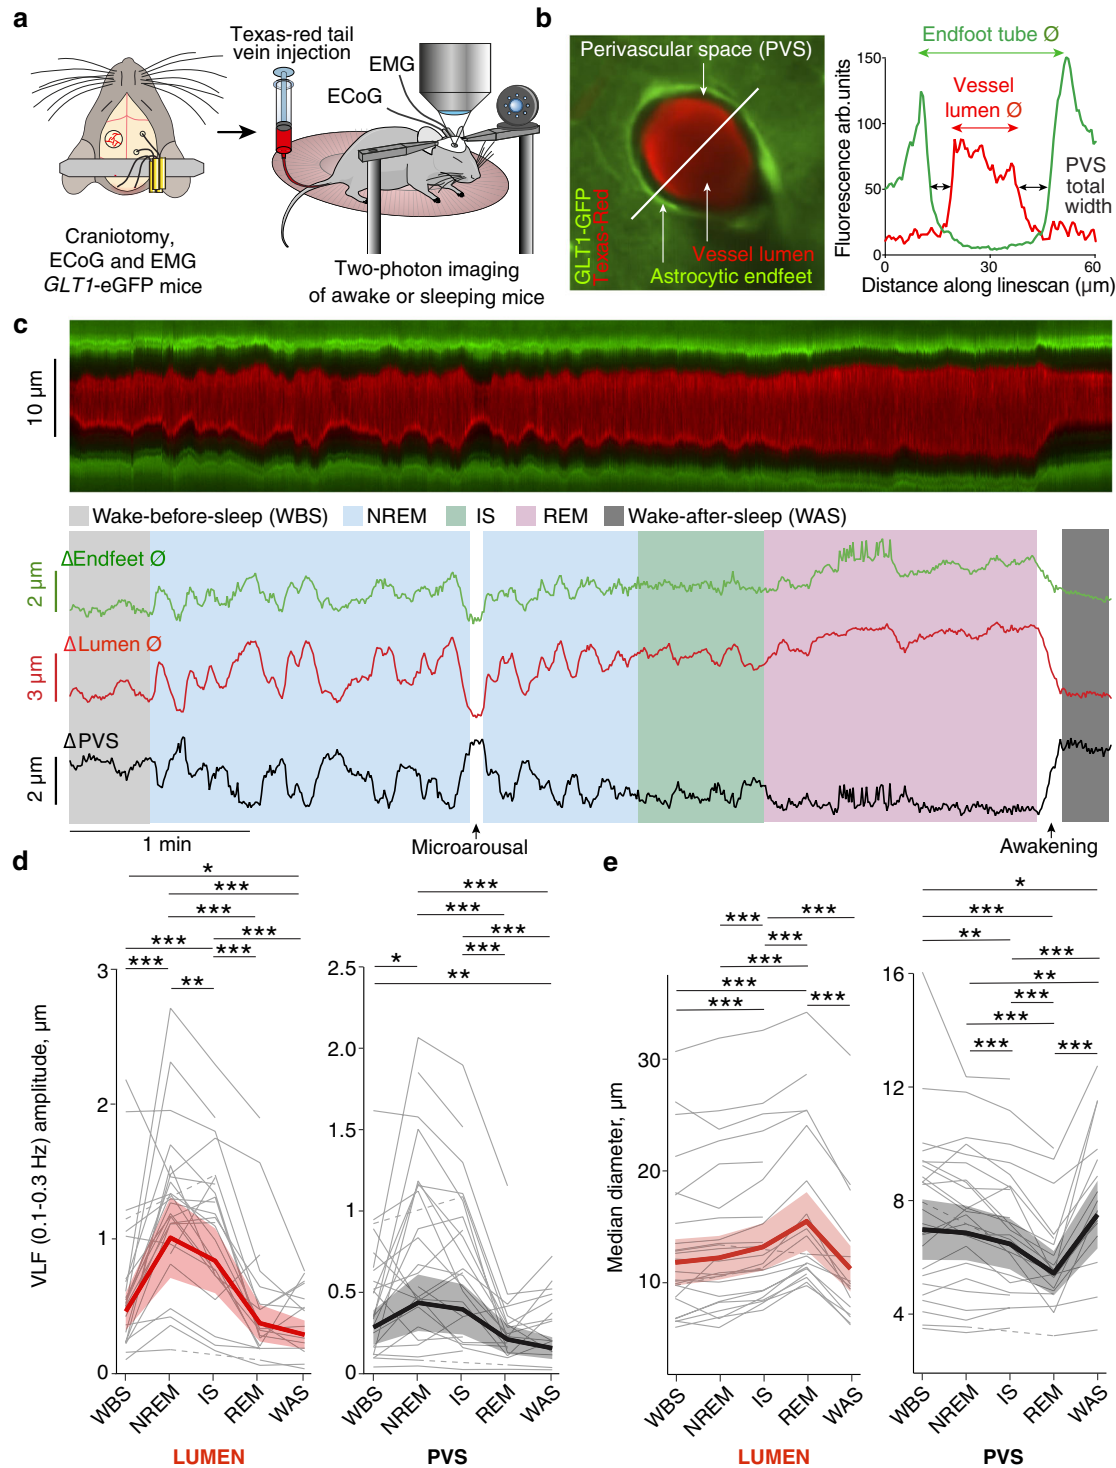 a
Texas-red tail
vein injection
EMG
ECoG
Craniotomy,
ECoG and EMG
GLT1-eGFP mice
Two-photon imaging
of awake or sleeping mice
b
Perivascular space (PVS)
GLT1-GFP
Texas-Red
Vessel lumen
Astrocytic endfeet
Endfoot tube Ø
Vessel
lumen Ø
PVS
total
width
Fluorescence arb.units
150
100
50
0
0
30
60
Distance along linescan (µm)
c
10 µm
Wake-before-sleep (WBS)
NREM
IS
REM
Wake-after-sleep (WAS)
ΔEndfeet Ø
2 µm
ΔLumen Ø
3 µm
ΔPVS
2 µm
1 min
Microarousal
Awakening
d
VLF (0.1-0.3 Hz) amplitude, µm
*
***
***
***
***
***
***
**
3
2
1
0
WBS
NREM
IS
REM
WAS
LUMEN
***
***
***
***
*
**
2.5
2.0
1.5
1
0.5
0
WBS
NREM
IS
REM
WAS
PVS
e
Median diameter, µm
***
***
***
***
***
***
***
30
20
10
WBS
NREM
IS
REM
WAS
LUMEN
*
***
**
***
**
***
***
***
***
16
12
8
4
WBS
NREM
IS
REM
WAS
PVS